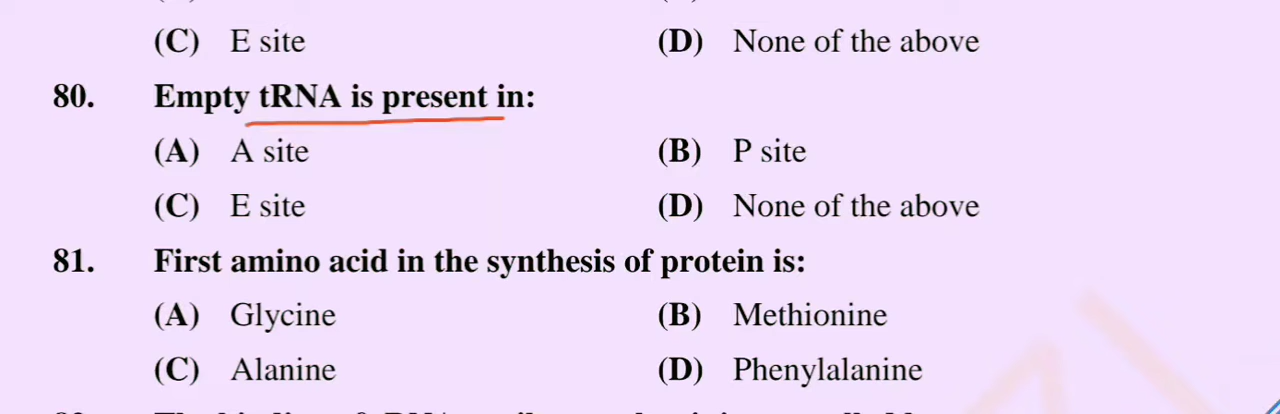 (C) E site (D) None of the above
80. Empty tRNA is present in:
(A) A site (B) P site
(C) E site (D) None of the above
81. First amino acid in the synthesis of protein is:
(A) Glycine (B) Methionine
(C) Alanine (D) Phenylalanine